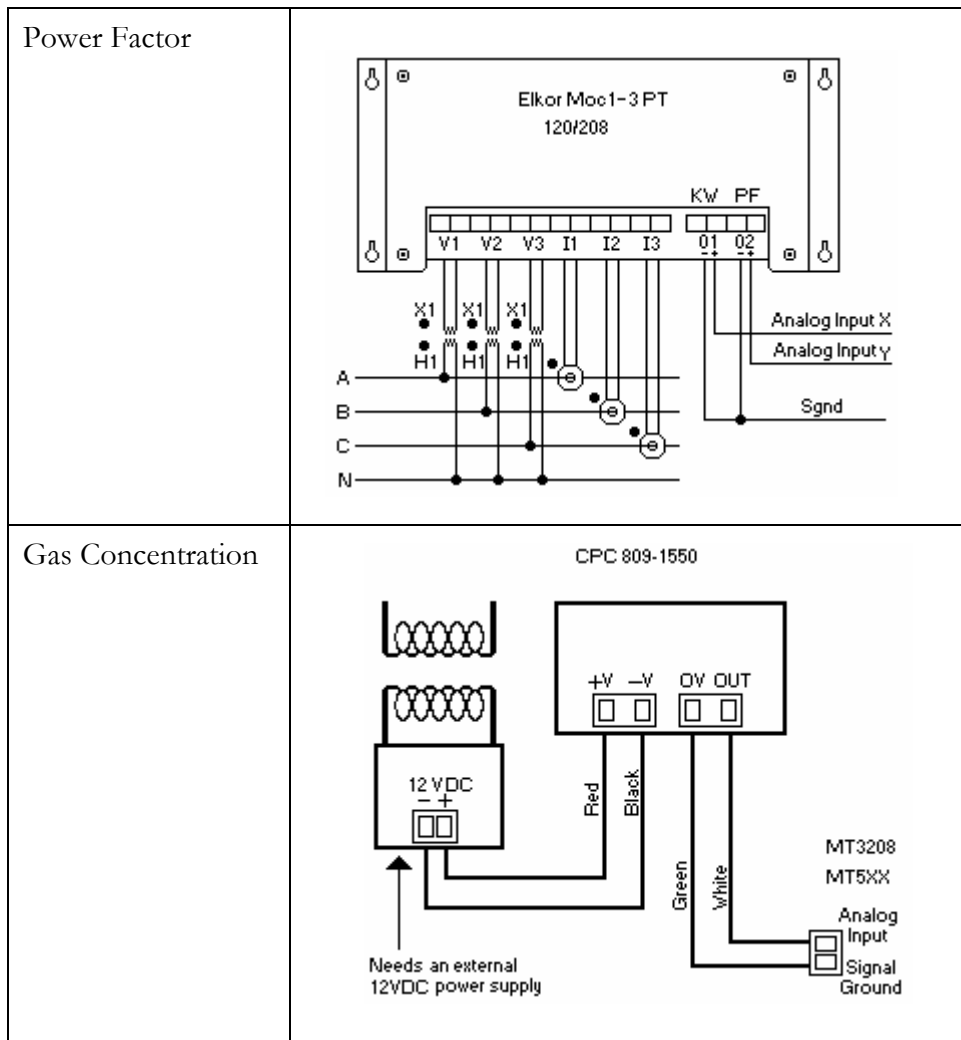 Power Factor
Elkor Moc1-3 PT
120/208
KW PF
V1 V2 V3 I1 I2 I3 01 02
- + - +
X1 X1 X1
H1 H1 H1
Analog Input X
Analog Input Y
A
B
Sgnd
C
N
Gas Concentration
CPC 809-1550
+V -V 0V OUT
12 VDC
- +
Red
Black
Green
White
MT3208
MT5XX
Analog
Input
Signal
Ground
Needs an external
12VDC power supply